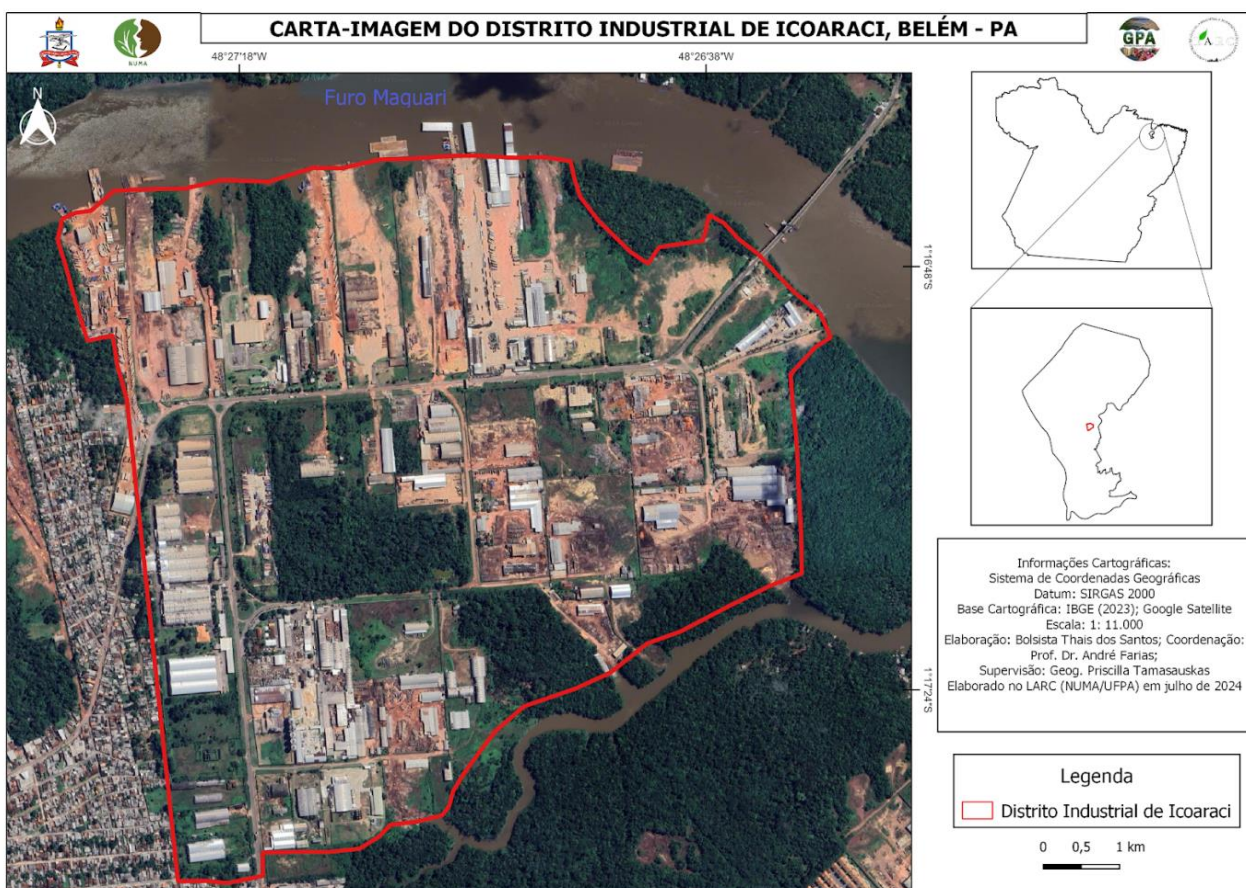 CARTA-IMAGEM DO DISTRITO INDUSTRIAL DE ICOARACI, BELÉM - PA
NUMA
GPA
48°27'18"W
48°26'38"W
Furo Maguari
N
1°16'48"S
1°17'24"S
Informações Cartográficas:
Sistema de Coordenadas Geográficas
Datum: SIRGAS 2000
Base Cartográfica: IBGE (2023); Google Satellite
Escala: 1: 11.000
Elaboração: Bolsista Thais dos Santos; Coordenação:
Prof. Dr. André Farias;
Supervisão: Geog. Priscilla Tamasauskas
Elaborado no LARC (NUMA/UFPA) em julho de 2024
Legenda
Distrito Industrial de Icoaraci
0 0,5 1 km